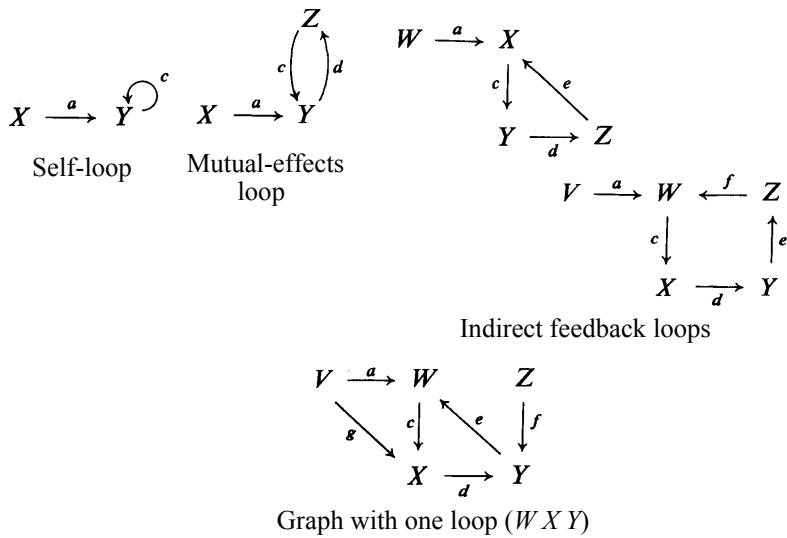 Z
W a X
c d
c e
c
X a Y
X a Y
Y d Z
Self-loop
Mutual-effects
loop
V a W f Z
c e
X d Y
Indirect feedback loops
V a W Z
g c e f
X d Y
Graph with one loop (W X Y)